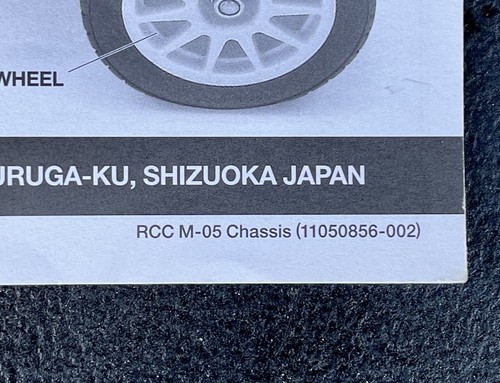 WHEEL
URUGA-KU, SHIZUOKA JAPAN
RCC M-05 Chassis (11050856-002)